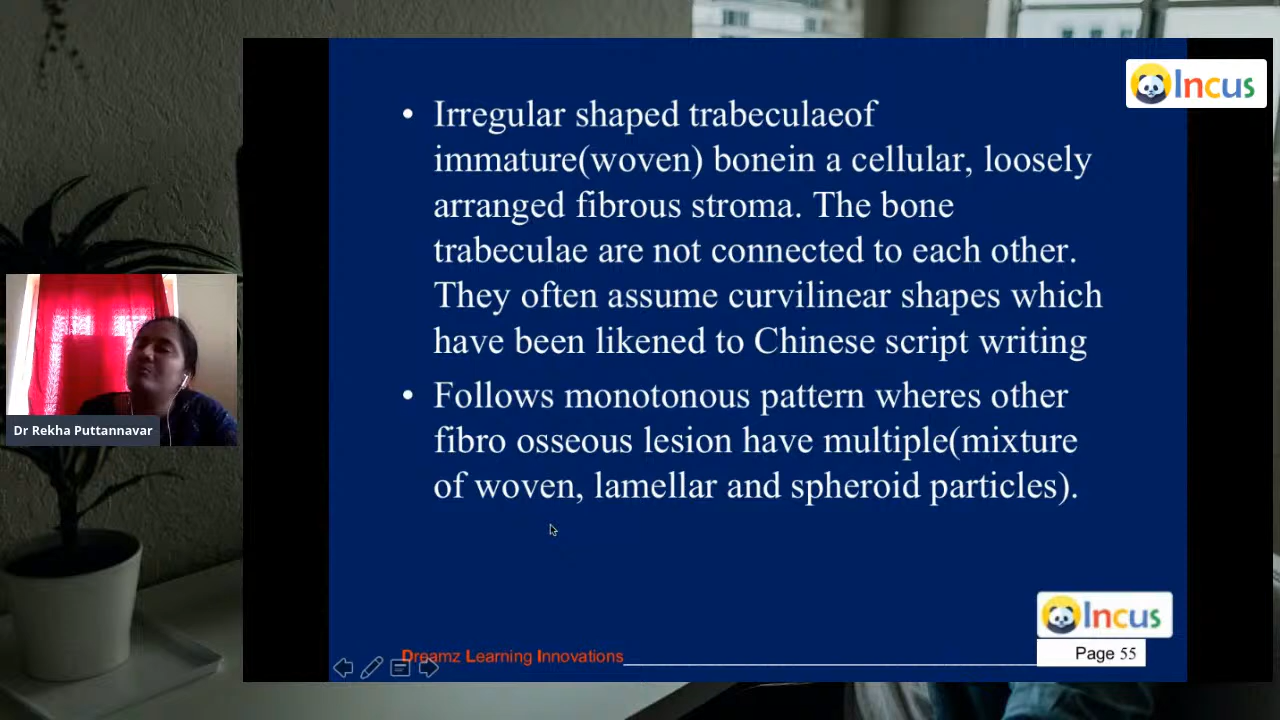 Incus
• Irregular shaped trabeculaeof
immature(woven) bonein a cellular, loosely
arranged fibrous stroma. The bone
trabeculae are not connected to each other.
They often assume curvilinear shapes which
have been likened to Chinese script writing
• Follows monotonous pattern wheres other
fibro osseous lesion have multiple(mixture
of woven, lamellar and spheroid particles).
Dr Rekha Puttannavar
Incus
Dreamz Learning Innovations
Page 55